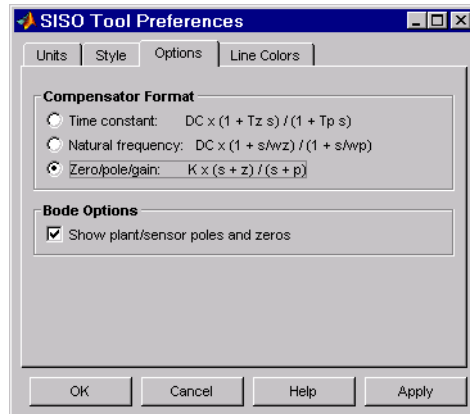 SISO Tool Preferences
Units Style Options Line Colors
Compensator Format
Time constant: DC x (1 + Tz s) / (1 + Tp s)
Natural frequency: DC x (1 + s/wz) / (1 + s/wp)
Zero/pole/gain: K x (s + z) / (s + p)
Bode Options
Show plant/sensor poles and zeros
OK Cancel Help Apply